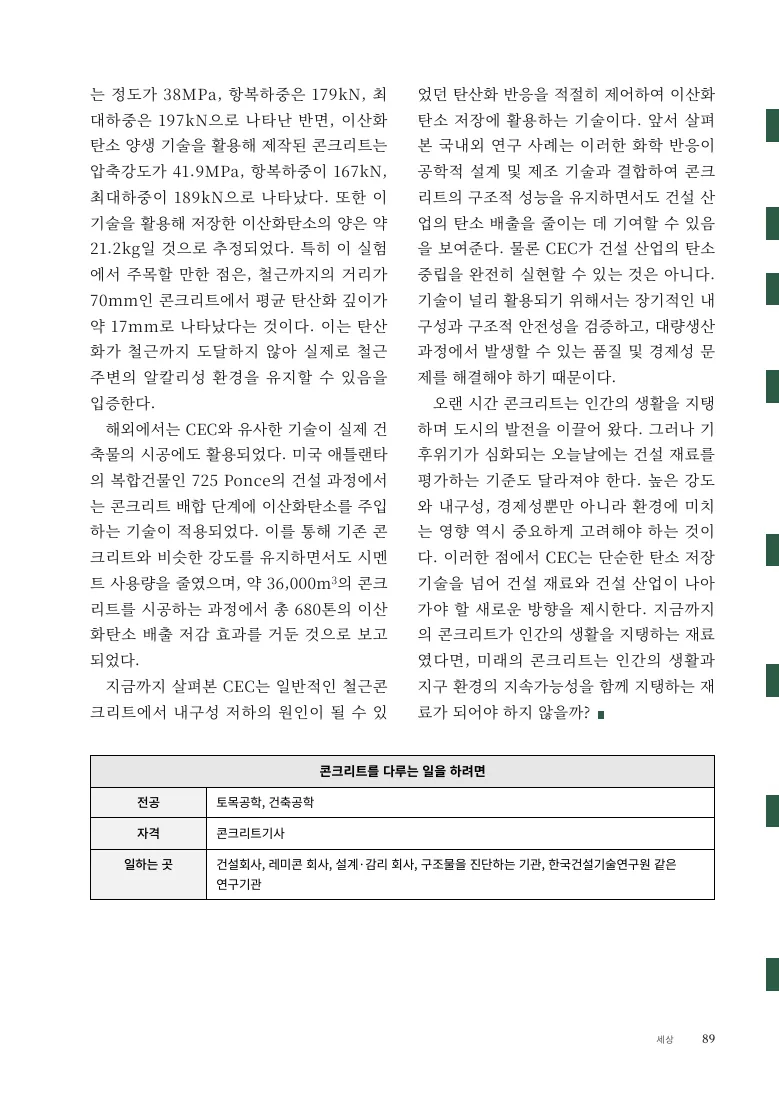 는 정도가 38MPa, 항복하중은 179kN, 최
대하중은 197kN으로 나타난 반면, 이산화
탄소 양생 기술을 활용해 제작된 콘크리트는
압축강도가 41.9MPa, 항복하중이 167kN,
최대하중이 189kN으로 나타났다. 또한 이
기술을 활용해 저장한 이산화탄소의 양은 약
21.2kg일 것으로 추정되었다. 특히 이 실험
에서 주목할 만한 점은, 철근까지의 거리가
70mm인 콘크리트에서 평균 탄산화 깊이가
약 17mm로 나타났다는 것이다. 이는 탄산
화가 철근까지 도달하지 않아 실제로 철근
주변의 알칼리성 환경을 유지할 수 있음을
입증한다.
해외에서는 CEC와 유사한 기술이 실제 건
축물의 시공에도 활용되었다. 미국 애틀랜타
의 복합건물인 725 Ponce의 건설 과정에서
는 콘크리트 배합 단계에 이산화탄소를 주입
하는 기술이 적용되었다. 이를 통해 기존 콘
크리트와 비슷한 강도를 유지하면서도 시멘
트 사용량을 줄였으며, 약 36,000m³의 콘크
리트를 시공하는 과정에서 총 680톤의 이산
화탄소 배출 저감 효과를 거둔 것으로 보고
되었다.
지금까지 살펴본 CEC는 일반적인 철근콘
크리트에서 내구성 저하의 원인이 될 수 있
었던 탄산화 반응을 적절히 제어하여 이산화
탄소 저장에 활용하는 기술이다. 앞서 살펴
본 국내외 연구 사례는 이러한 화학 반응이
공학적 설계 및 제조 기술과 결합하여 콘크
리트의 구조적 성능을 유지하면서도 건설 산
업의 탄소 배출을 줄이는 데 기여할 수 있음
을 보여준다. 물론 CEC가 건설 산업의 탄소
중립을 완전히 실현할 수 있는 것은 아니다.
기술이 널리 활용되기 위해서는 장기적인 내
구성과 구조적 안전성을 검증하고, 대량생산
과정에서 발생할 수 있는 품질 및 경제성 문
제를 해결해야 하기 때문이다.
오랜 시간 콘크리트는 인간의 생활을 지탱
하며 도시의 발전을 이끌어 왔다. 그러나 기
후위기가 심화되는 오늘날에는 건설 재료를
평가하는 기준도 달라져야 한다. 높은 강도
와 내구성, 경제성뿐만 아니라 환경에 미치
는 영향 역시 중요하게 고려해야 하는 것이
다. 이러한 점에서 CEC는 단순한 탄소 저장
기술을 넘어 건설 재료와 건설 산업이 나아
가야 할 새로운 방향을 제시한다. 지금까지
의 콘크리트가 인간의 생활을 지탱하는 재료
였다면, 미래의 콘크리트는 인간의 생활과
지구 환경의 지속가능성을 함께 지탱하는 재
료가 되어야 하지 않을까?
콘크리트를 다루는 일을 하려면
전공 토목공학, 건축공학
자격 콘크리트기사
일하는 곳 건설회사, 레미콘 회사, 설계·감리 회사, 구조물을 진단하는 기관, 한국건설기술연구원 같은
연구기관
세상 89